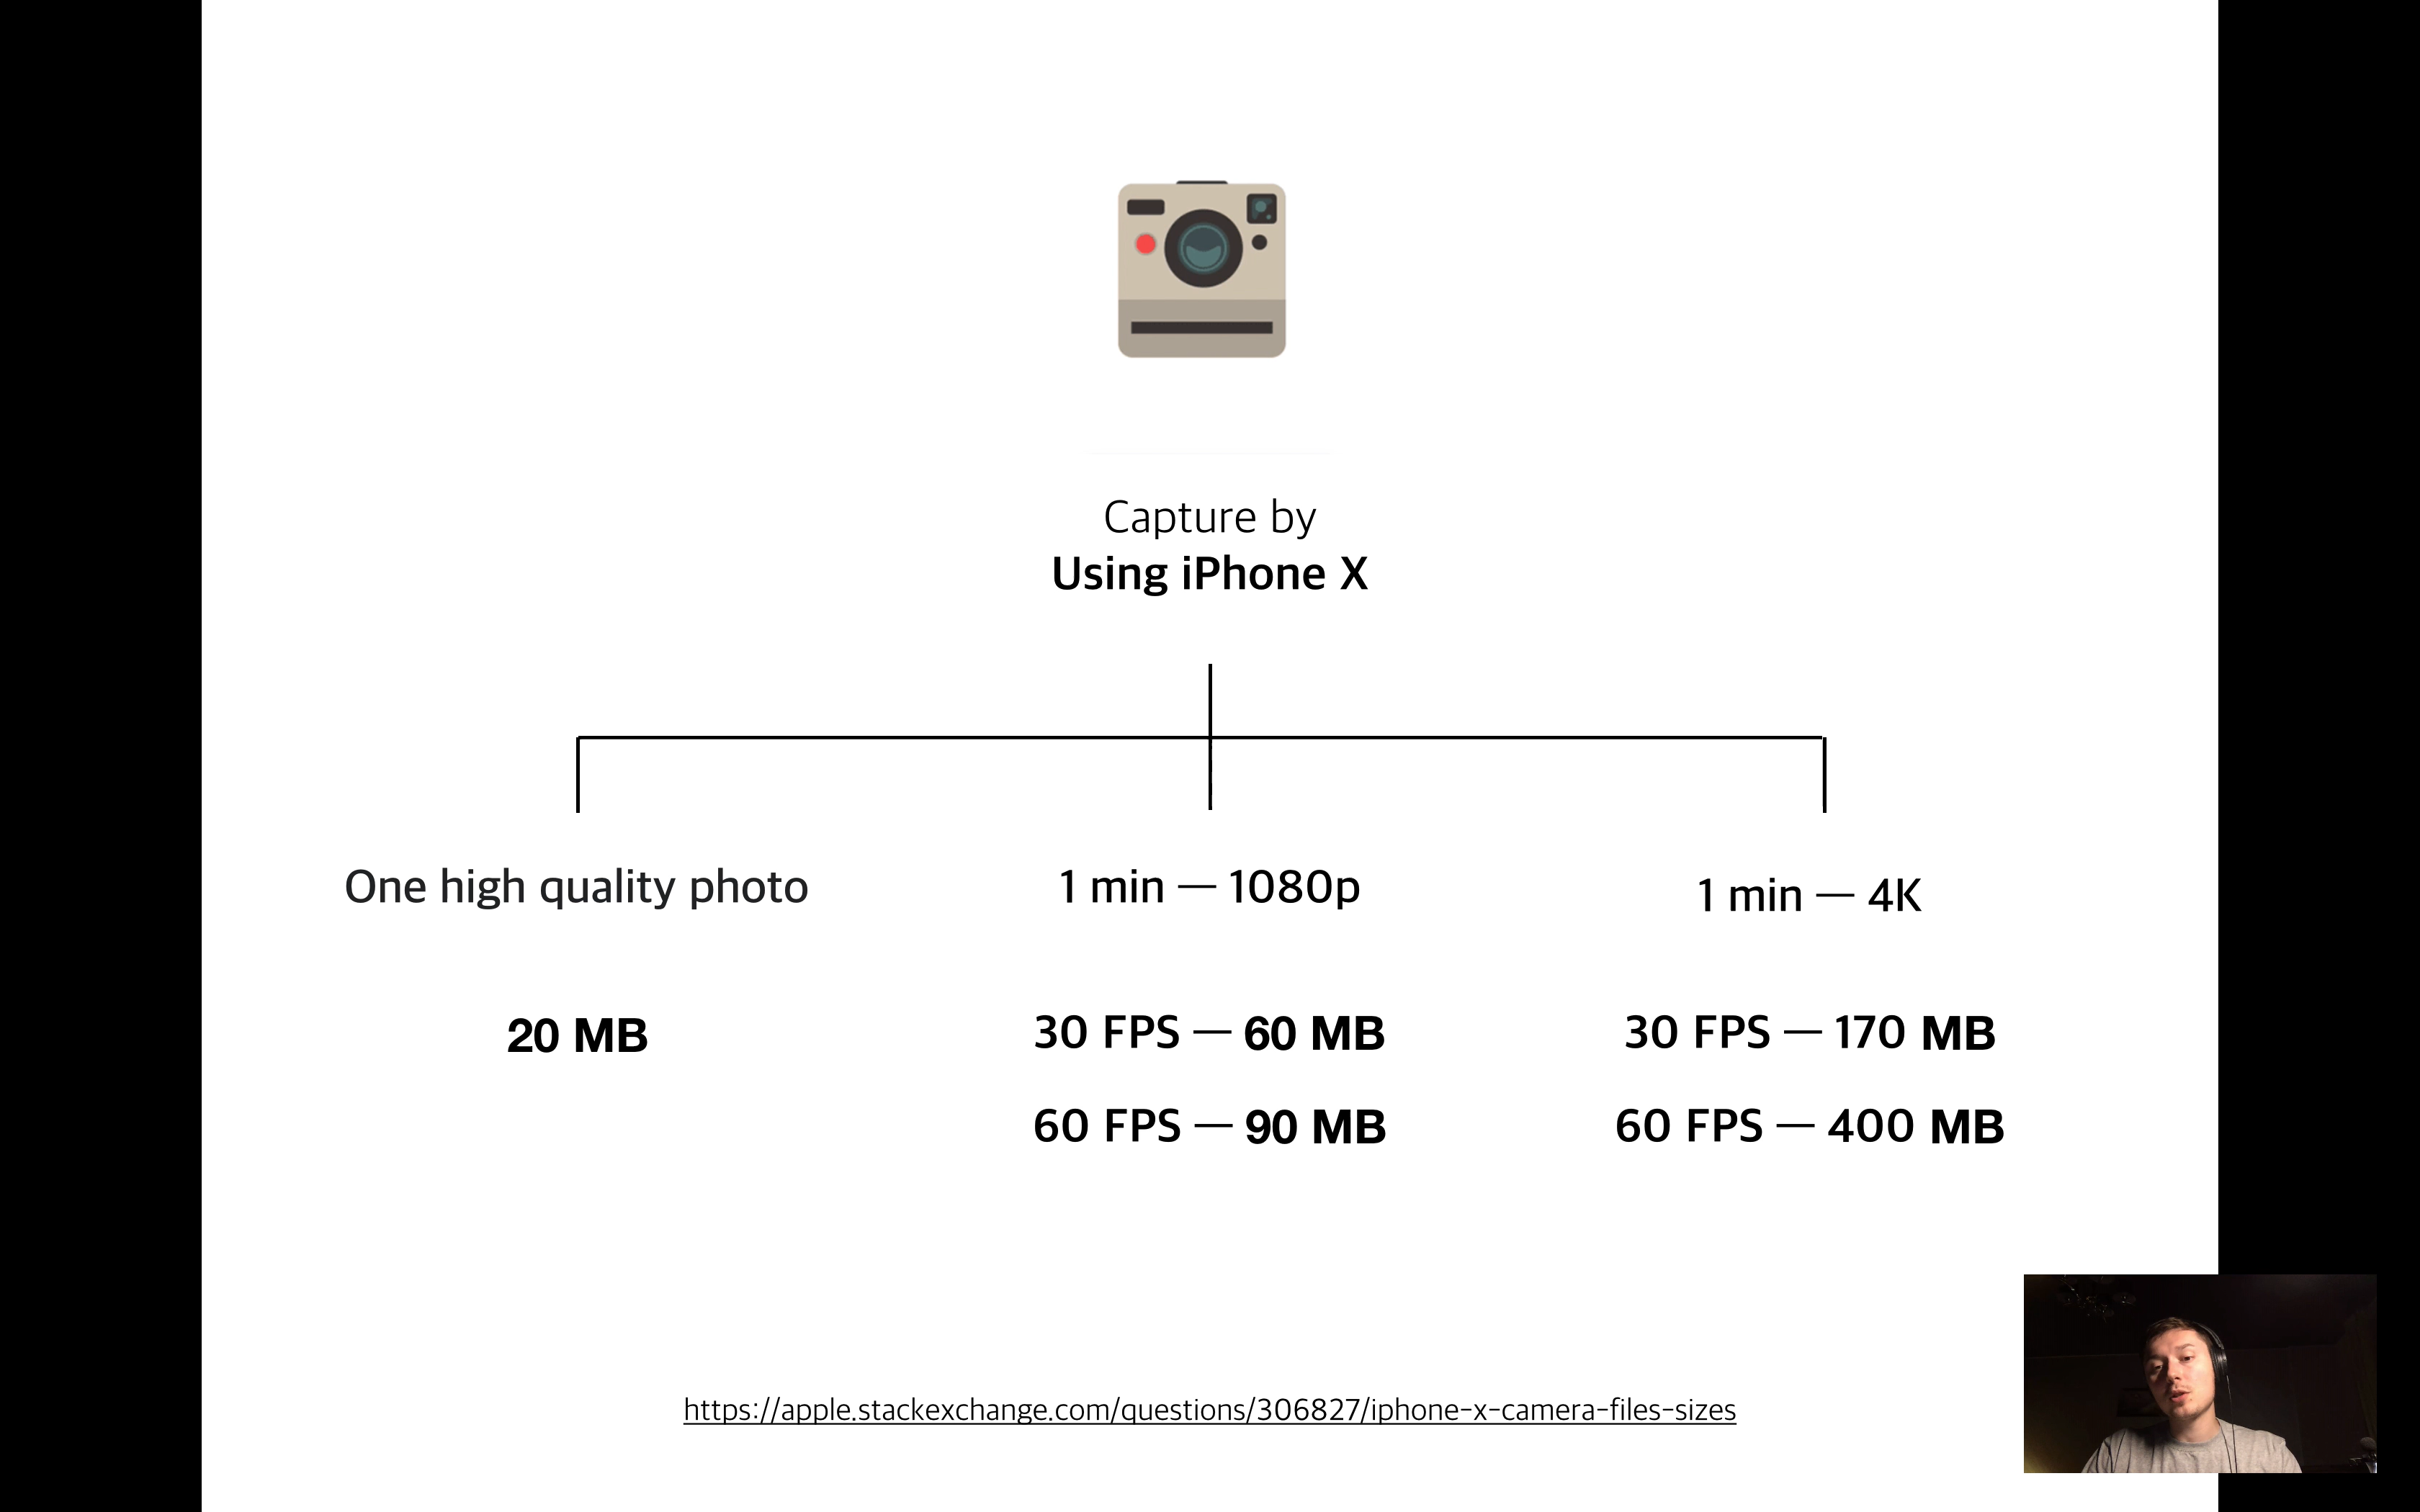 Capture by
Using iPhone X
One high quality photo
20 MB
1 min — 1080p
30 FPS — 60 MB
60 FPS — 90 MB
1 min — 4K
30 FPS — 170 MB
60 FPS — 400 MB
https://apple.stackexchange.com/questions/306827/iphone-x-camera-files-sizes